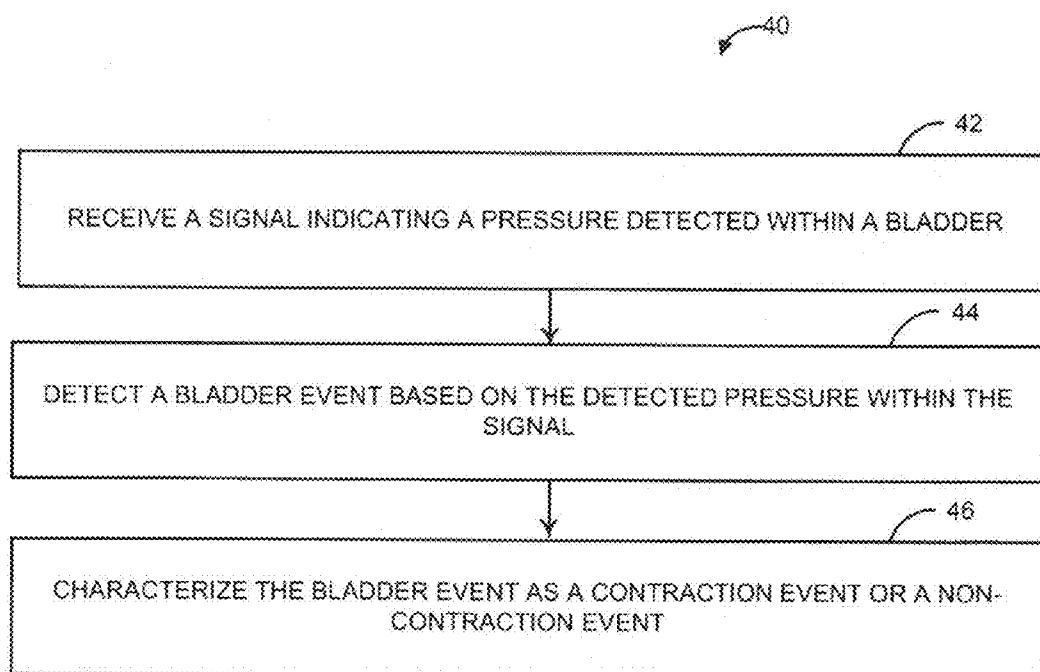 40
42
RECEIVE A SIGNAL INDICATING A PRESSURE DETECTED WITHIN A BLADDER
44
DETECT A BLADDER EVENT BASED ON THE DETECTED PRESSURE WITHIN THE
SIGNAL
46
CHARACTERIZE THE BLADDER EVENT AS A CONTRACTION EVENT OR A NON-
CONTRACTION EVENT